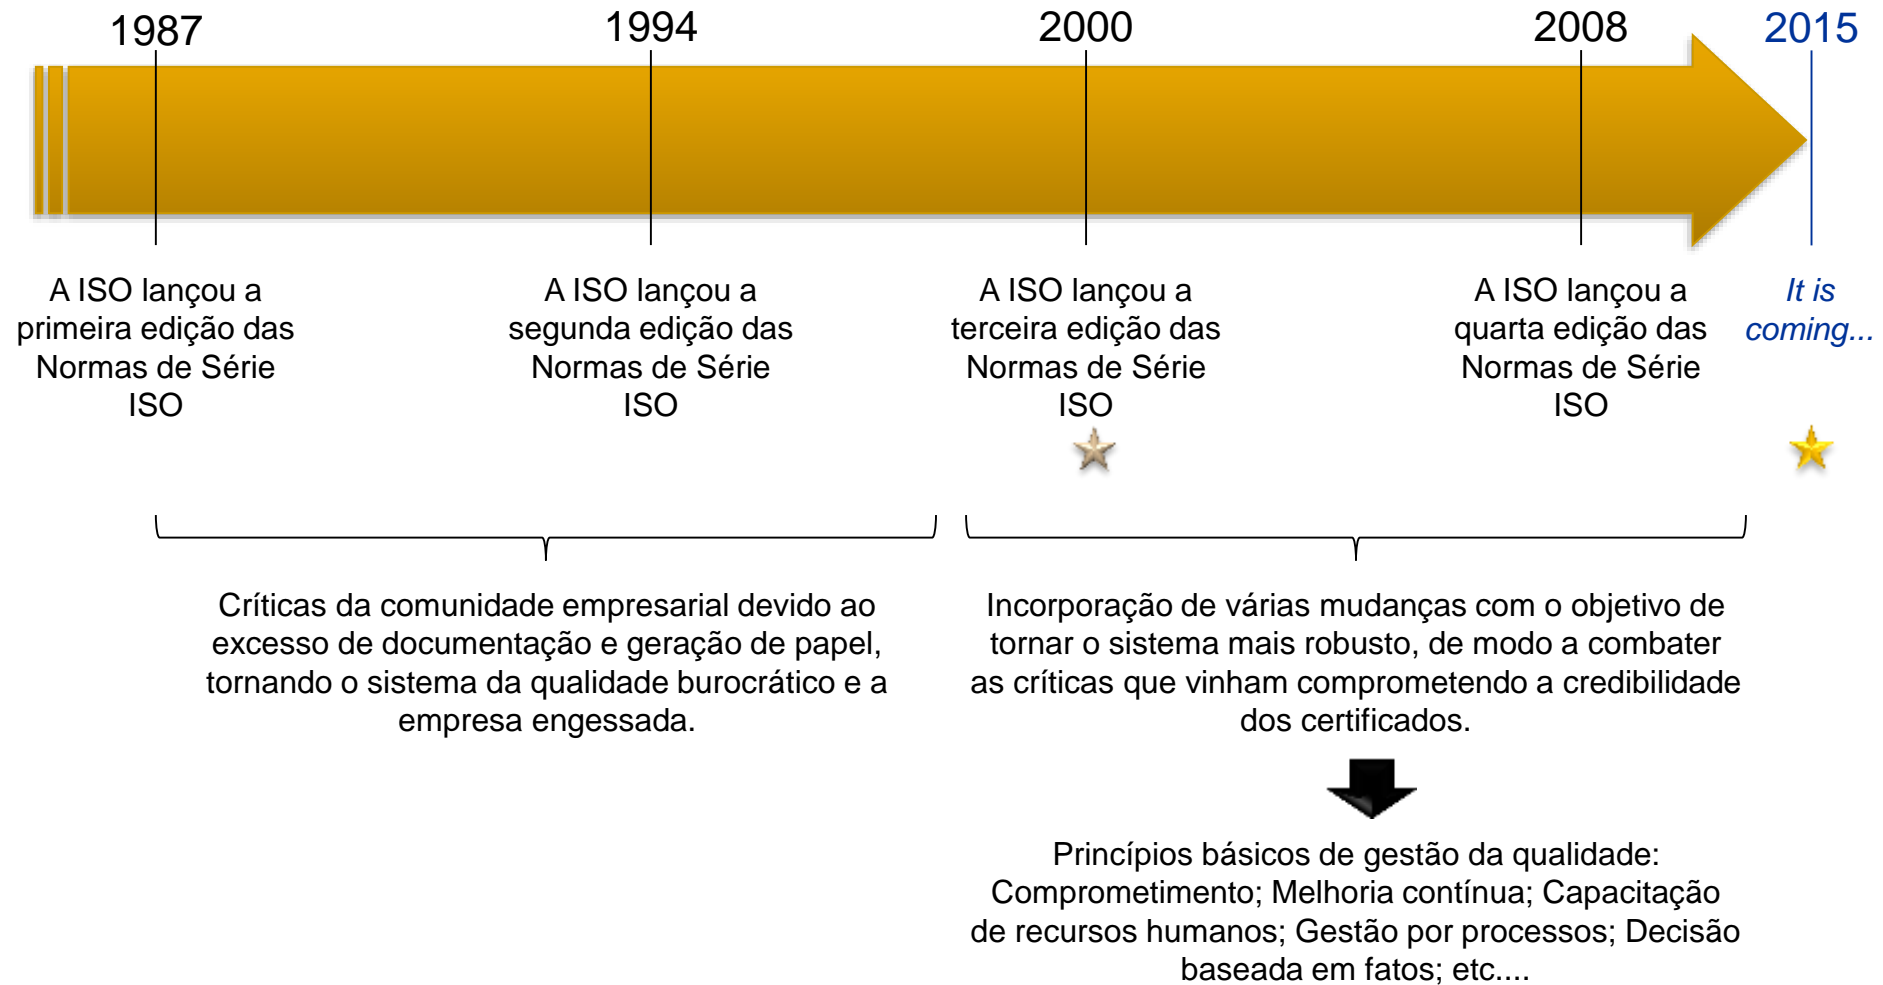 1987
1994
2000
2008
2015
A ISO lançou a
primeira edição das
Normas de Série
ISO
A ISO lançou a
segunda edição das
Normas de Série
ISO
A ISO lançou a
terceira edição das
Normas de Série
ISO
A ISO lançou a
quarta edição das
Normas de Série
ISO
It is
coming...
Críticas da comunidade empresarial devido ao
excesso de documentação e geração de papel,
tornando o sistema da qualidade burocrático e a
empresa engessada.
Incorporação de várias mudanças com o objetivo de
tornar o sistema mais robusto, de modo a combater
as críticas que vinham comprometendo a credibilidade
dos certificados.
Princípios básicos de gestão da qualidade:
Comprometimento; Melhoria contínua; Capacitação
de recursos humanos; Gestão por processos; Decisão
baseada em fatos; etc....